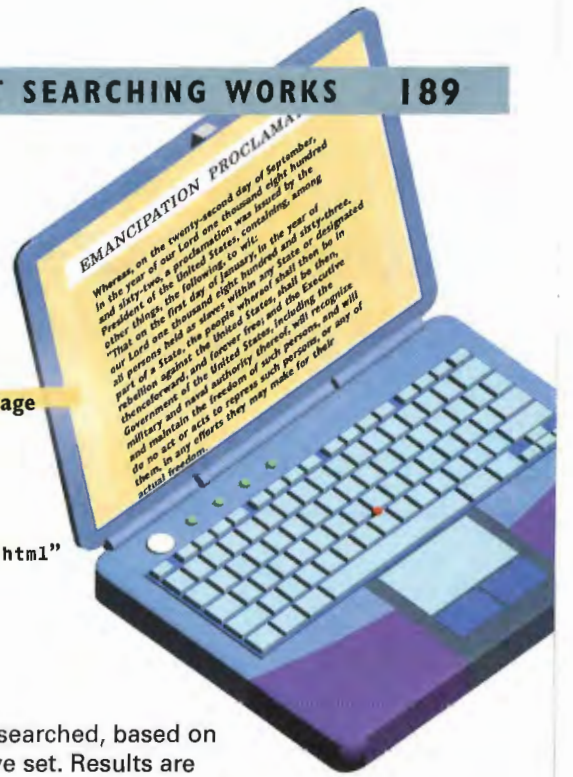 T SEARCHING WORKS 189
EMANCIPATION PROCLAMA
Whereas, on the twenty-second day of September,
in the year of our Lord one thousand eight hundred
and sixty-two, a proclamation was issued by the
President of the United States, containing, among
other things, the following, to wit:
"That on the first day of January, in the year of
our Lord one thousand eight hundred and sixty-three,
all persons held as slaves within any State or designated
part of a State, the people whereof shall then be in
rebellion against the United States, shall be then,
thenceforward, and forever free; and the Executive
Government of the United States, including the
military and naval authority thereof, will recognize
and maintain the freedom of such persons, and will
do no act or acts to repress such persons, or any of
them, in any efforts they may make for their
actual freedom.
age
html"
searched, based on
ve set. Results are